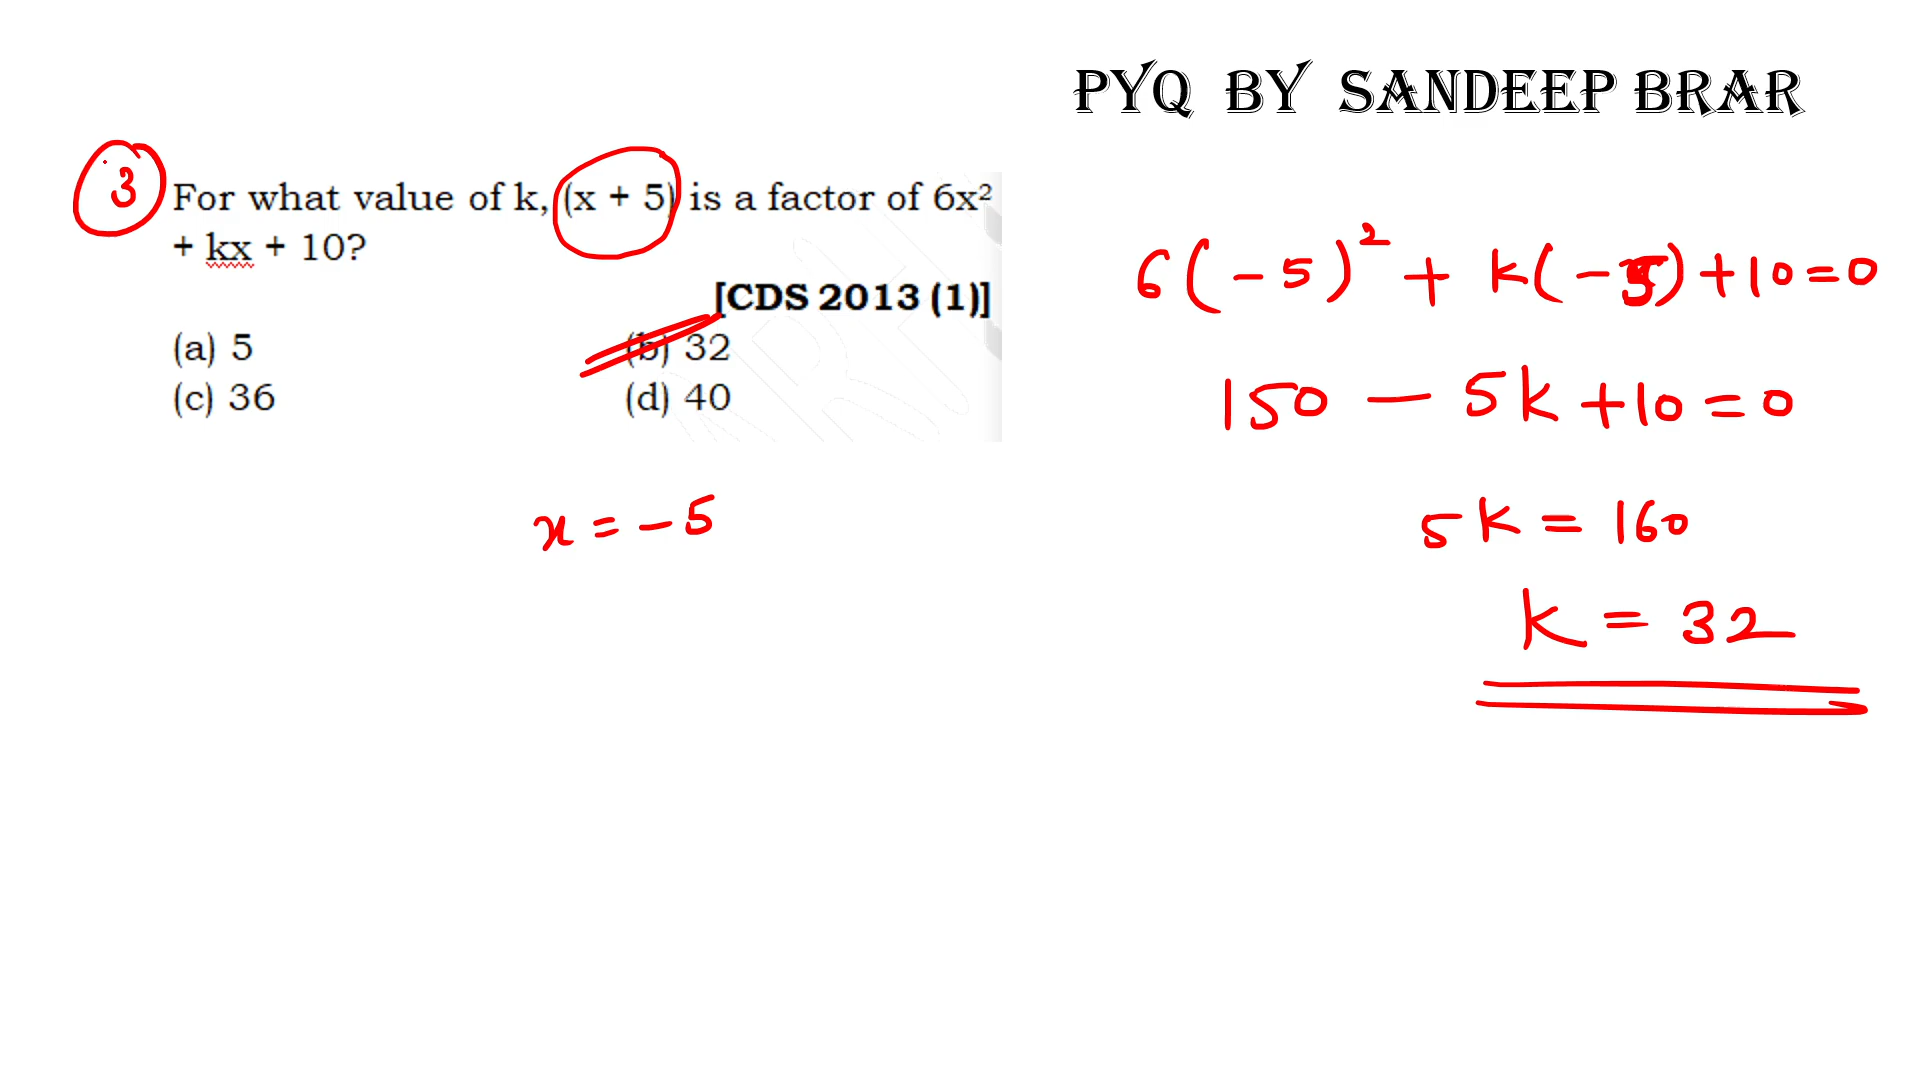 PYQ BY SANDEEP BRAR
3
For what value of k, (x + 5) is a factor of 6x²
+ kx + 10?
[CDS 2013 (1)]
(a) 5 (b) 32
(c) 36 (d) 40
x = -5
6(-5)² + k(-5) + 10 = 0
150 - 5k + 10 = 0
5k = 160
k = 32